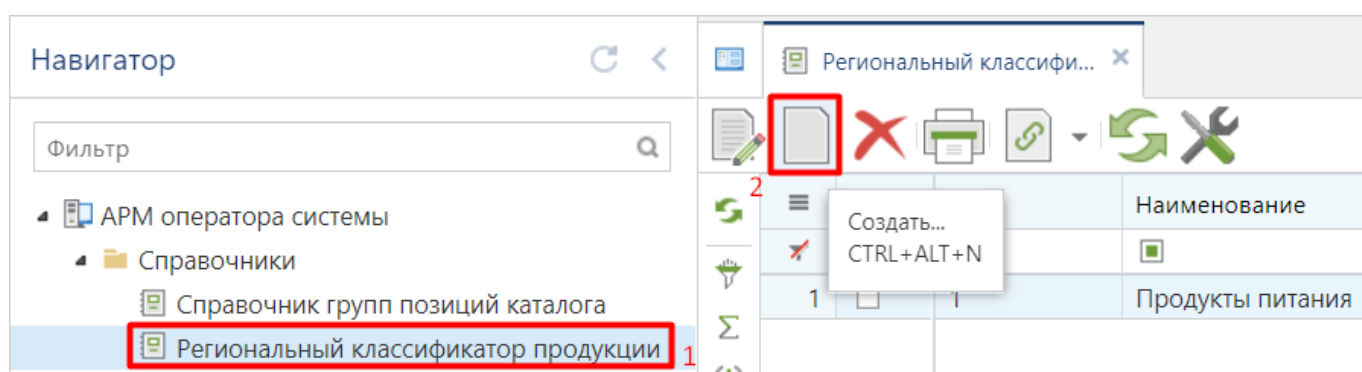 Навигатор
Региональный классифи...
Фильтр
2
АРМ оператора системы
Создать...
CTRL+ALT+N
Наименование
Справочники
Справочник групп позиций каталога
1 1 Продукты питания
Региональный классификатор продукции 1